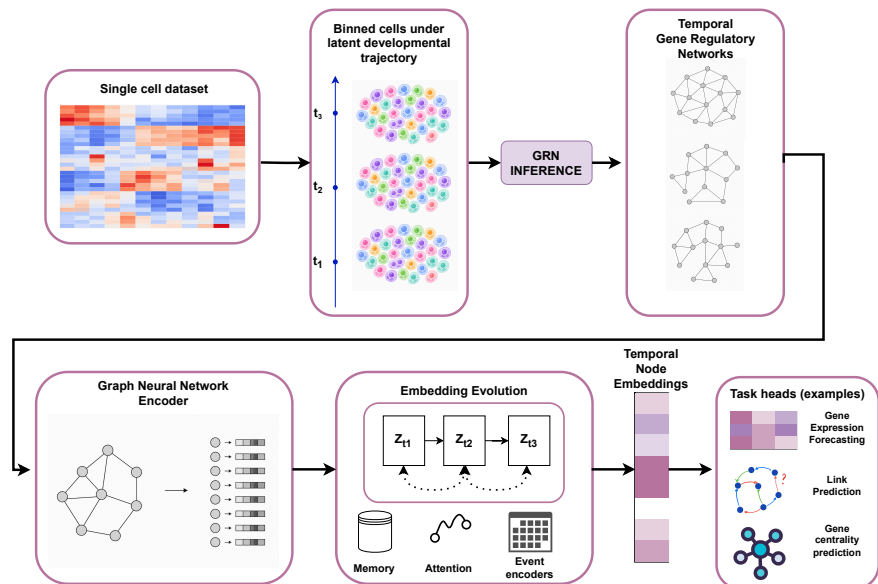 Single cell dataset
Binned cells under
latent developmental
trajectory
t₃
t₂
t₁
GRN
INFERENCE
Temporal
Gene Regulatory
Networks
Graph Neural Network
Encoder
Embedding Evolution
Zt1
Zt2
Zt3
Memory
Attention
Event
encoders
Temporal
Node
Embeddings
Task heads (examples)
Gene
Expression
Forecasting
?
Link
Prediction
Gene
centrality
prediction